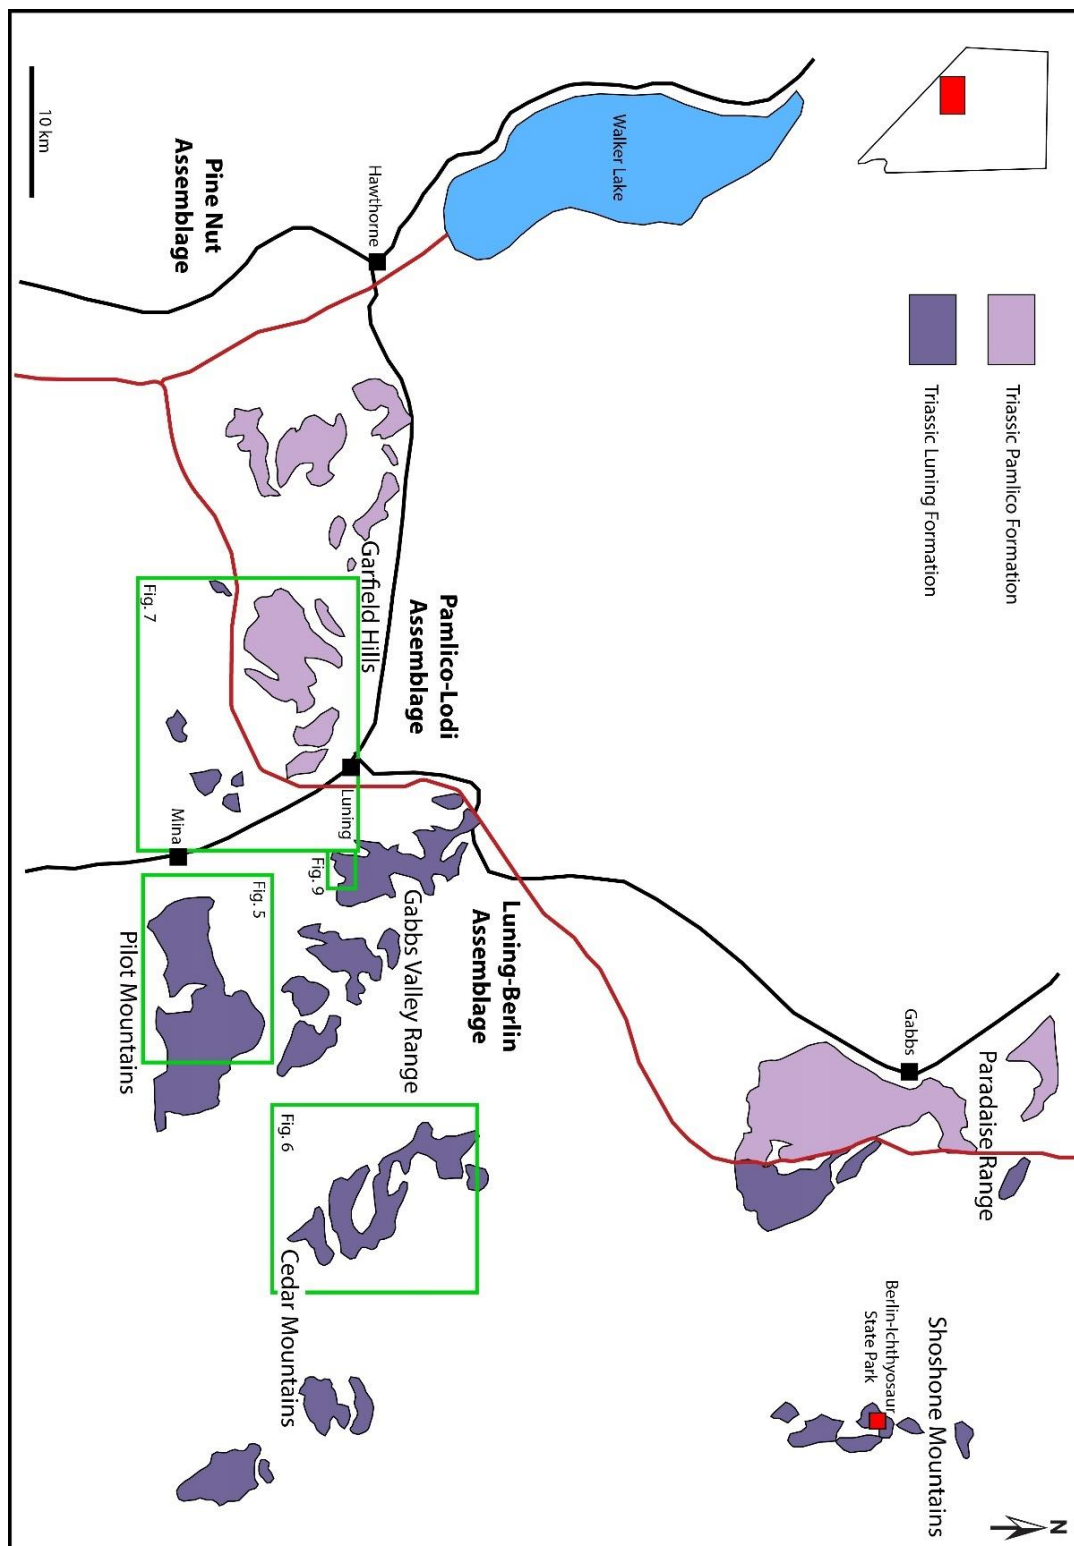 Triassic Pamlico Formation
Triassic Luning Formation
Walker Lake
Hawthorne
10 km
Pine Nut
Assemblage
Garfield Hills
Pamlico-Lodi
Assemblage
Fig. 7
Luning
Mina
Fig. 9
Fig. 5
Pilot Mountains
Gabbs Valley Range
Luning-Berlin
Assemblage
Gabbs
Paradaise Range
Fig. 6
Cedar Mountains
Berlin-Ichthyosaur
State Park
Shoshone Mountains
N